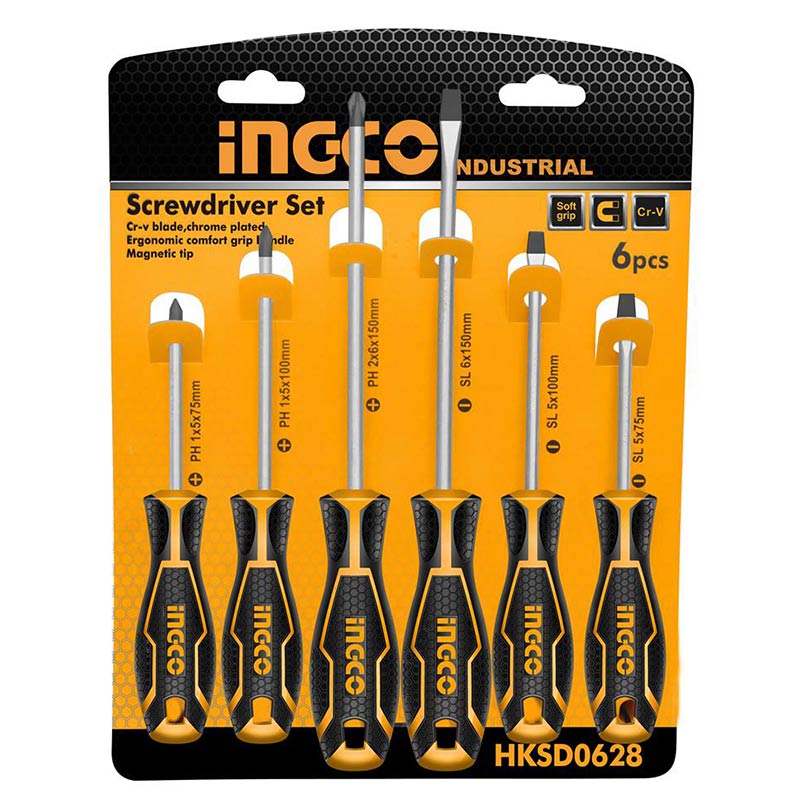 INGCO
INDUSTRIAL
Screwdriver Set
Cr-v blade,chrome plated
Ergonomic comfort grip handle
Magnetic tip
Soft
grip
Cr-V
6pcs
PH 1x5x75mm
PH 1x5x100mm
PH 2x6x150mm
SL 6x150mm
SL 5x100mm
SL 5x75mm
INGCO
INGCO
INGCO
INGCO
INGCO
INGCO
HKSD0628